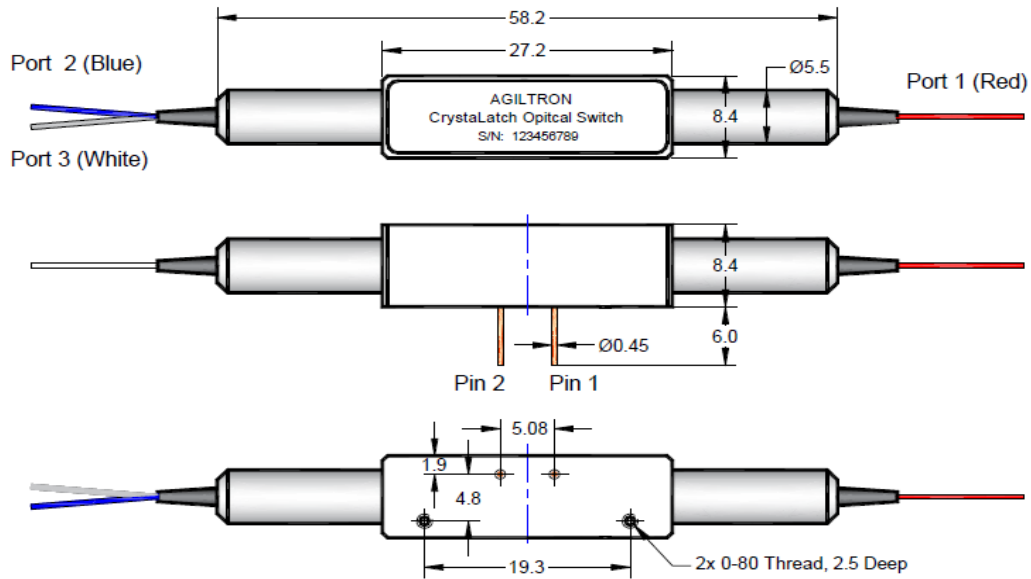 58.2
27.2
Port 2 (Blue)
Ø5.5
Port 1 (Red)
AGILTRON
CrystaLatch Opitcal Switch
S/N: 123456789
8.4
Port 3 (White)
8.4
6.0
Ø0.45
Pin 2
Pin 1
5.08
1.9
4.8
19.3
2x 0-80 Thread, 2.5 Deep